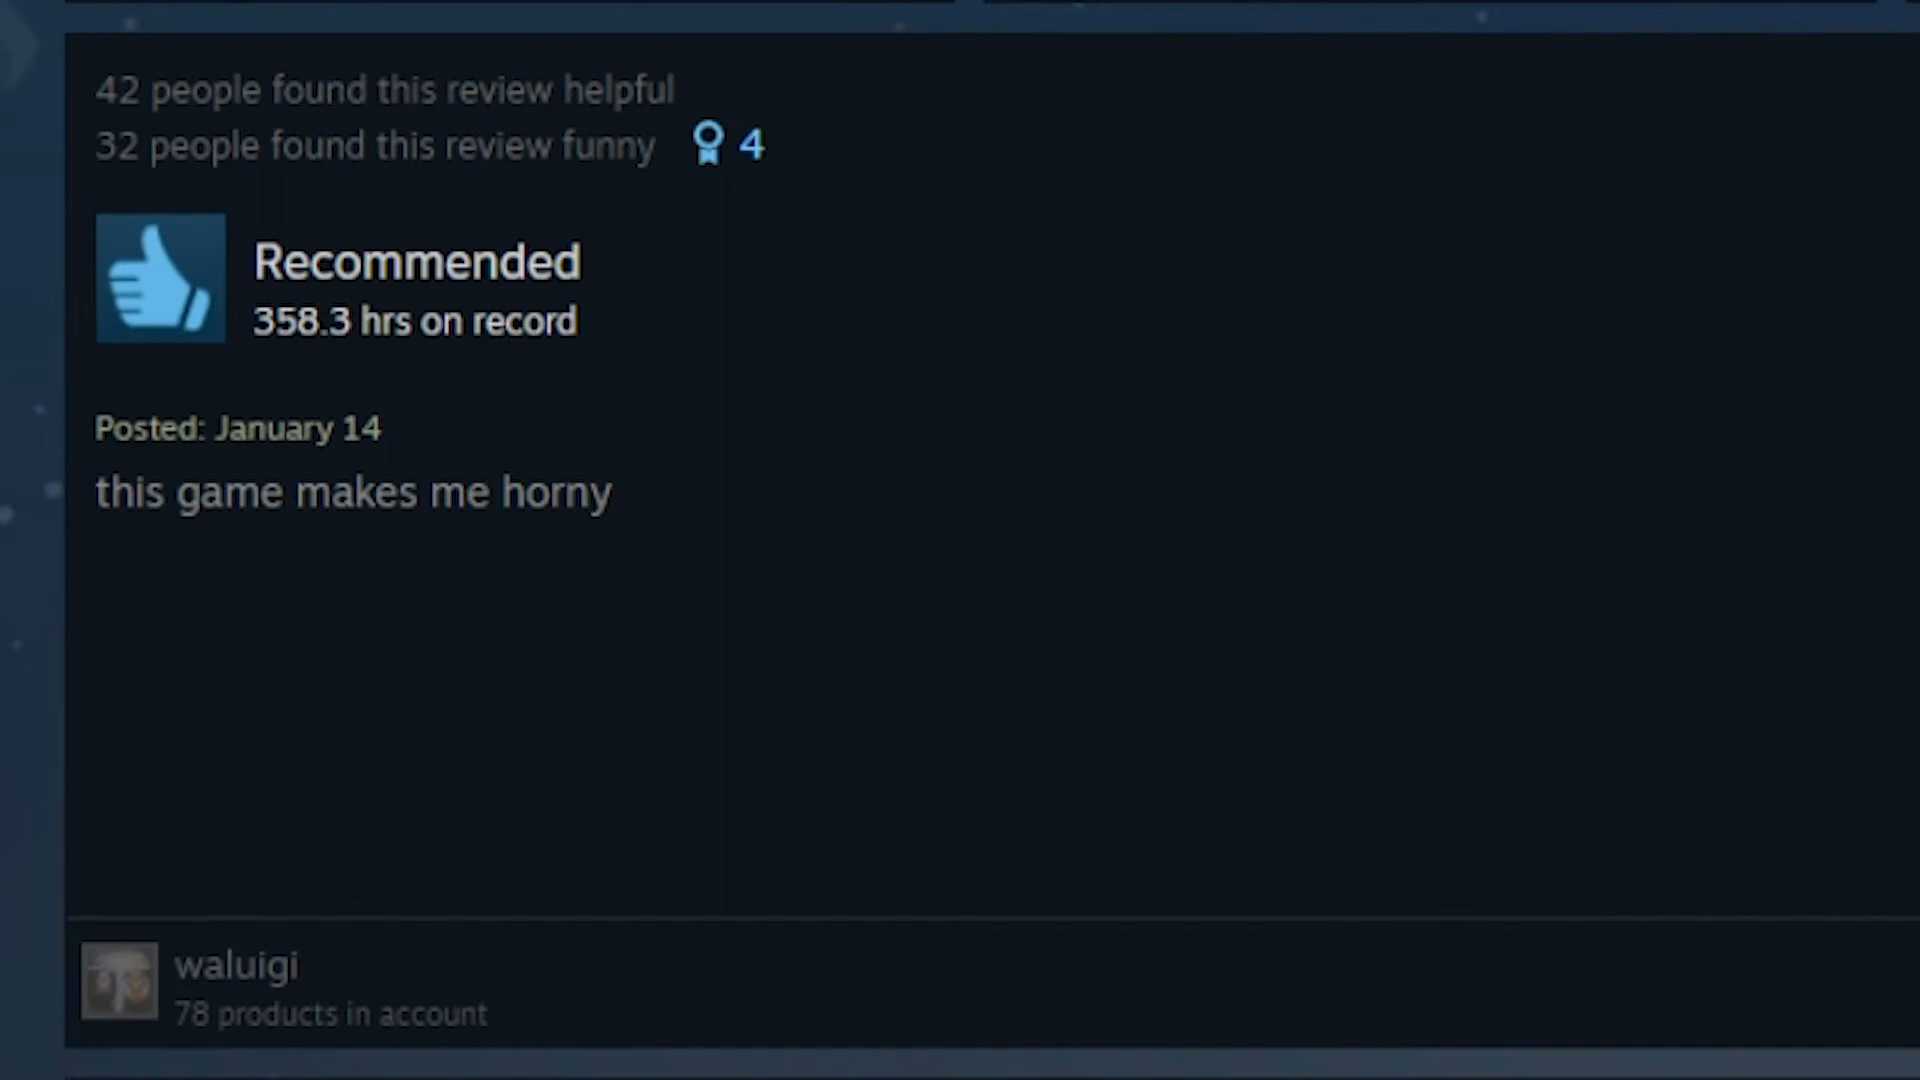 42 people found this review helpful
32 people found this review funny 4
Recommended
358.3 hrs on record
Posted: January 14
this game makes me horny
waluigi
78 products in account